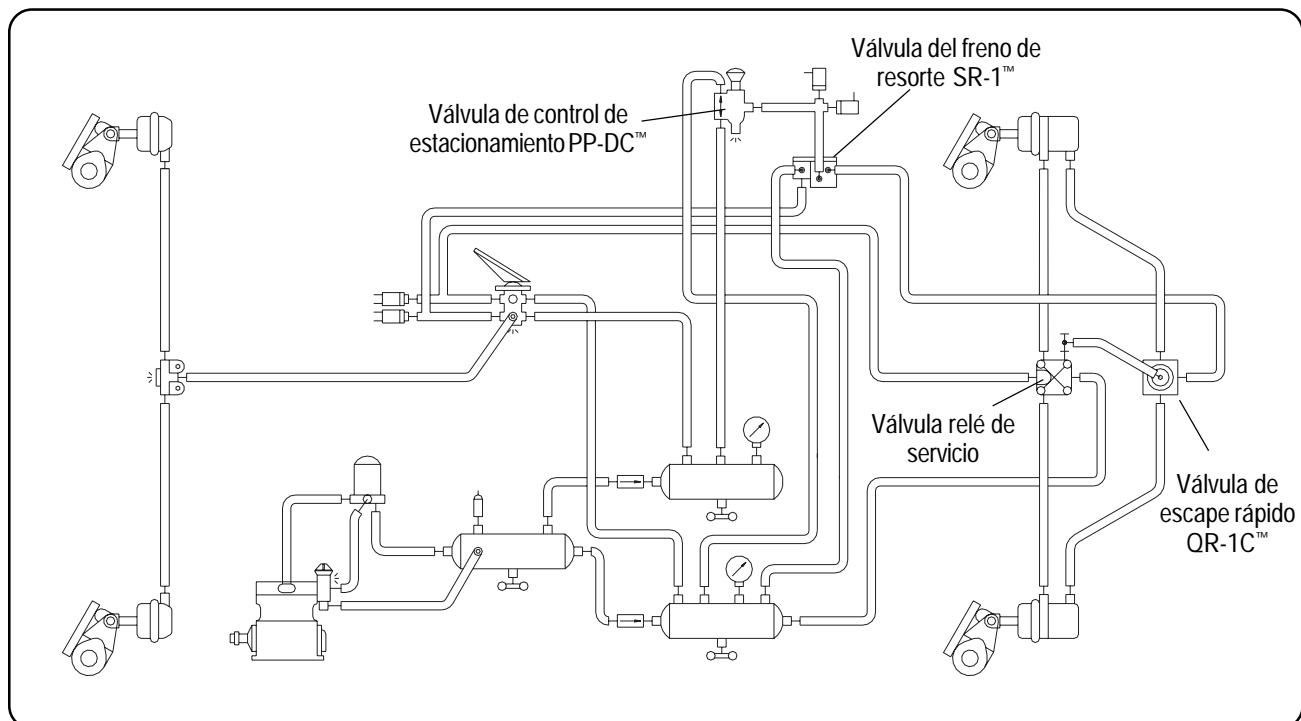 Válvula del freno de
resorte SR-1™
Válvula de control de
estacionamiento PP-DC™
Válvula relé de
servicio
Válvula de
escape rápido
QR-1C™